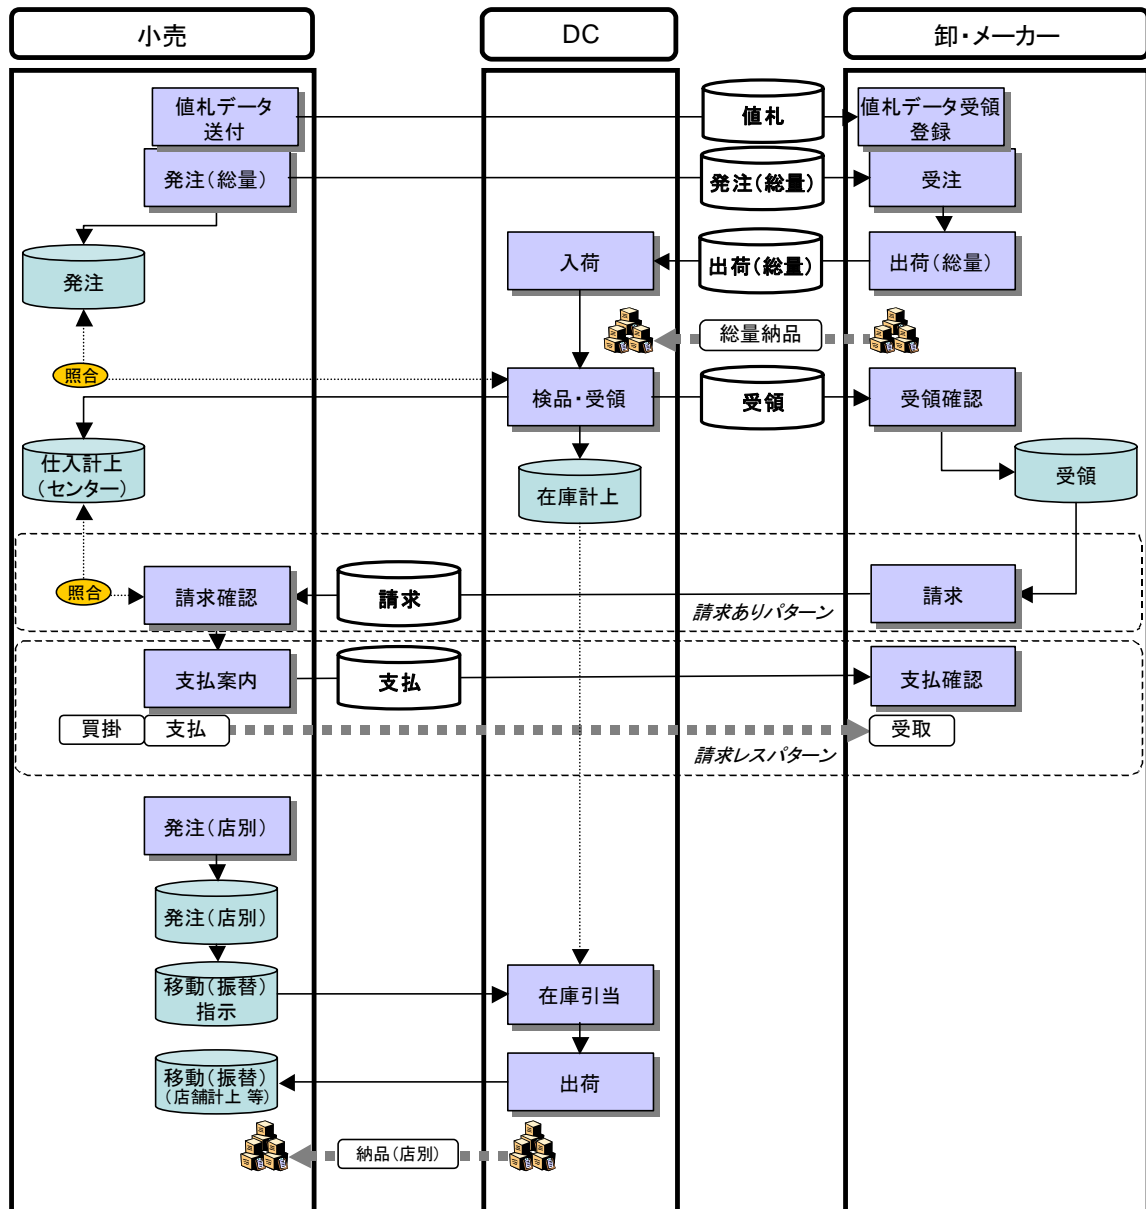 小売
DC
卸・メーカー
値札データ
送付
値札
値札データ受領
登録
発注(総量)
発注(総量)
受注
発注
入荷
出荷(総量)
出荷(総量)
総量納品
照合
検品・受領
受領
受領確認
仕入計上
(センター)
在庫計上
受領
照合
請求確認
請求
請求
請求ありパターン
支払案内
支払
支払確認
買掛
支払
受取
請求レスパターン
発注(店別)
発注(店別)
移動(振替)
指示
在庫引当
移動(振替)
(店舗計上 等)
出荷
納品(店別)